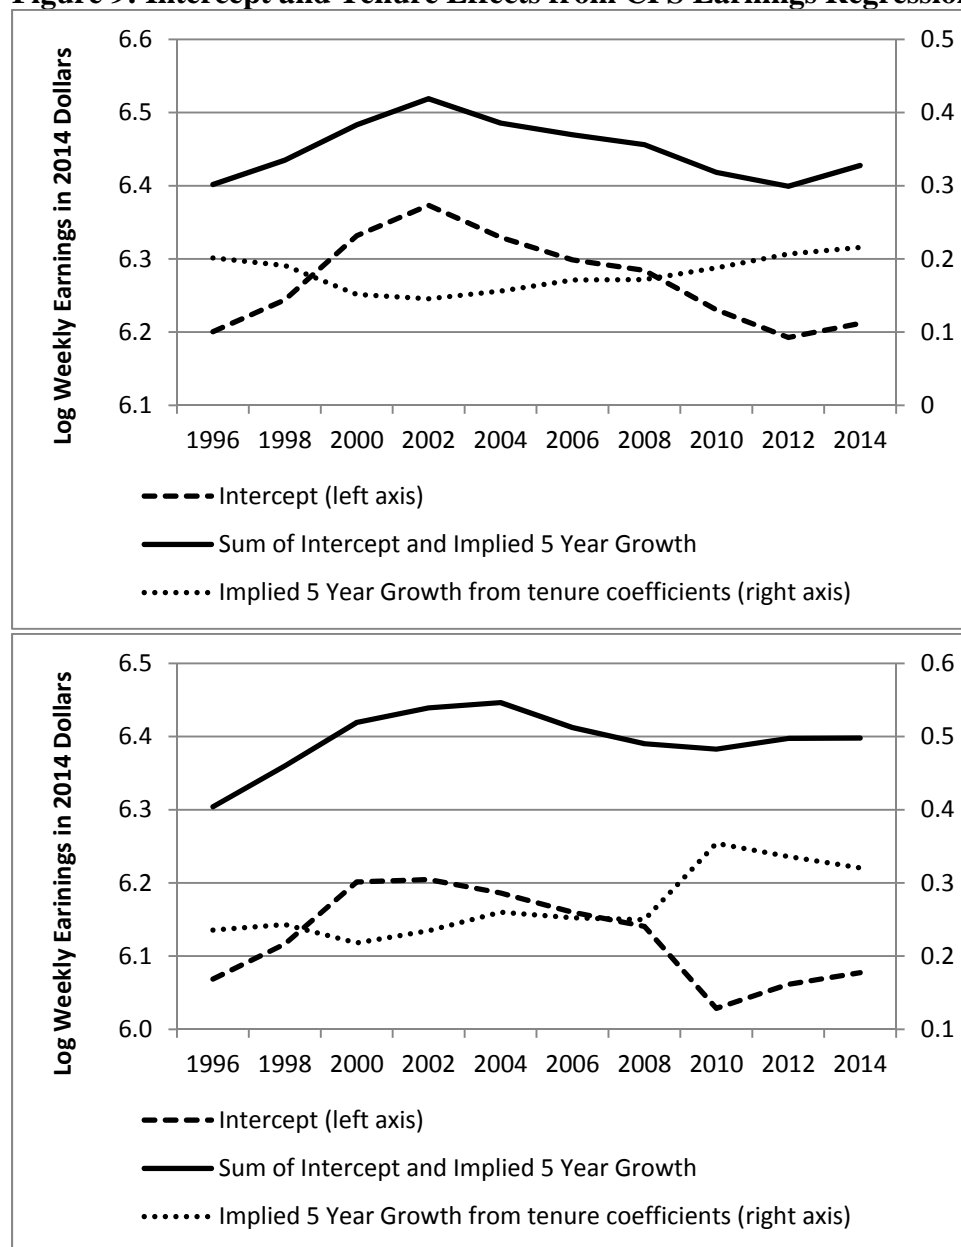 Figure 9. Intercept and Tenure Effects from CPS Earnings Regression
6.6
0.5
6.5
0.4
6.4
0.3
6.3
0.2
6.2
0.1
6.1
0
Log Weekly Earnings in 2014 Dollars
1996 1998 2000 2002 2004 2006 2008 2010 2012 2014
Intercept (left axis)
Sum of Intercept and Implied 5 Year Growth
Implied 5 Year Growth from tenure coefficients (right axis)
6.5
0.6
6.4
0.5
6.3
0.4
6.2
0.3
6.1
0.2
6.0
0.1
Log Weekly Earinings in 2014 Dollars
1996 1998 2000 2002 2004 2006 2008 2010 2012 2014
Intercept (left axis)
Sum of Intercept and Implied 5 Year Growth
Implied 5 Year Growth from tenure coefficients (right axis)